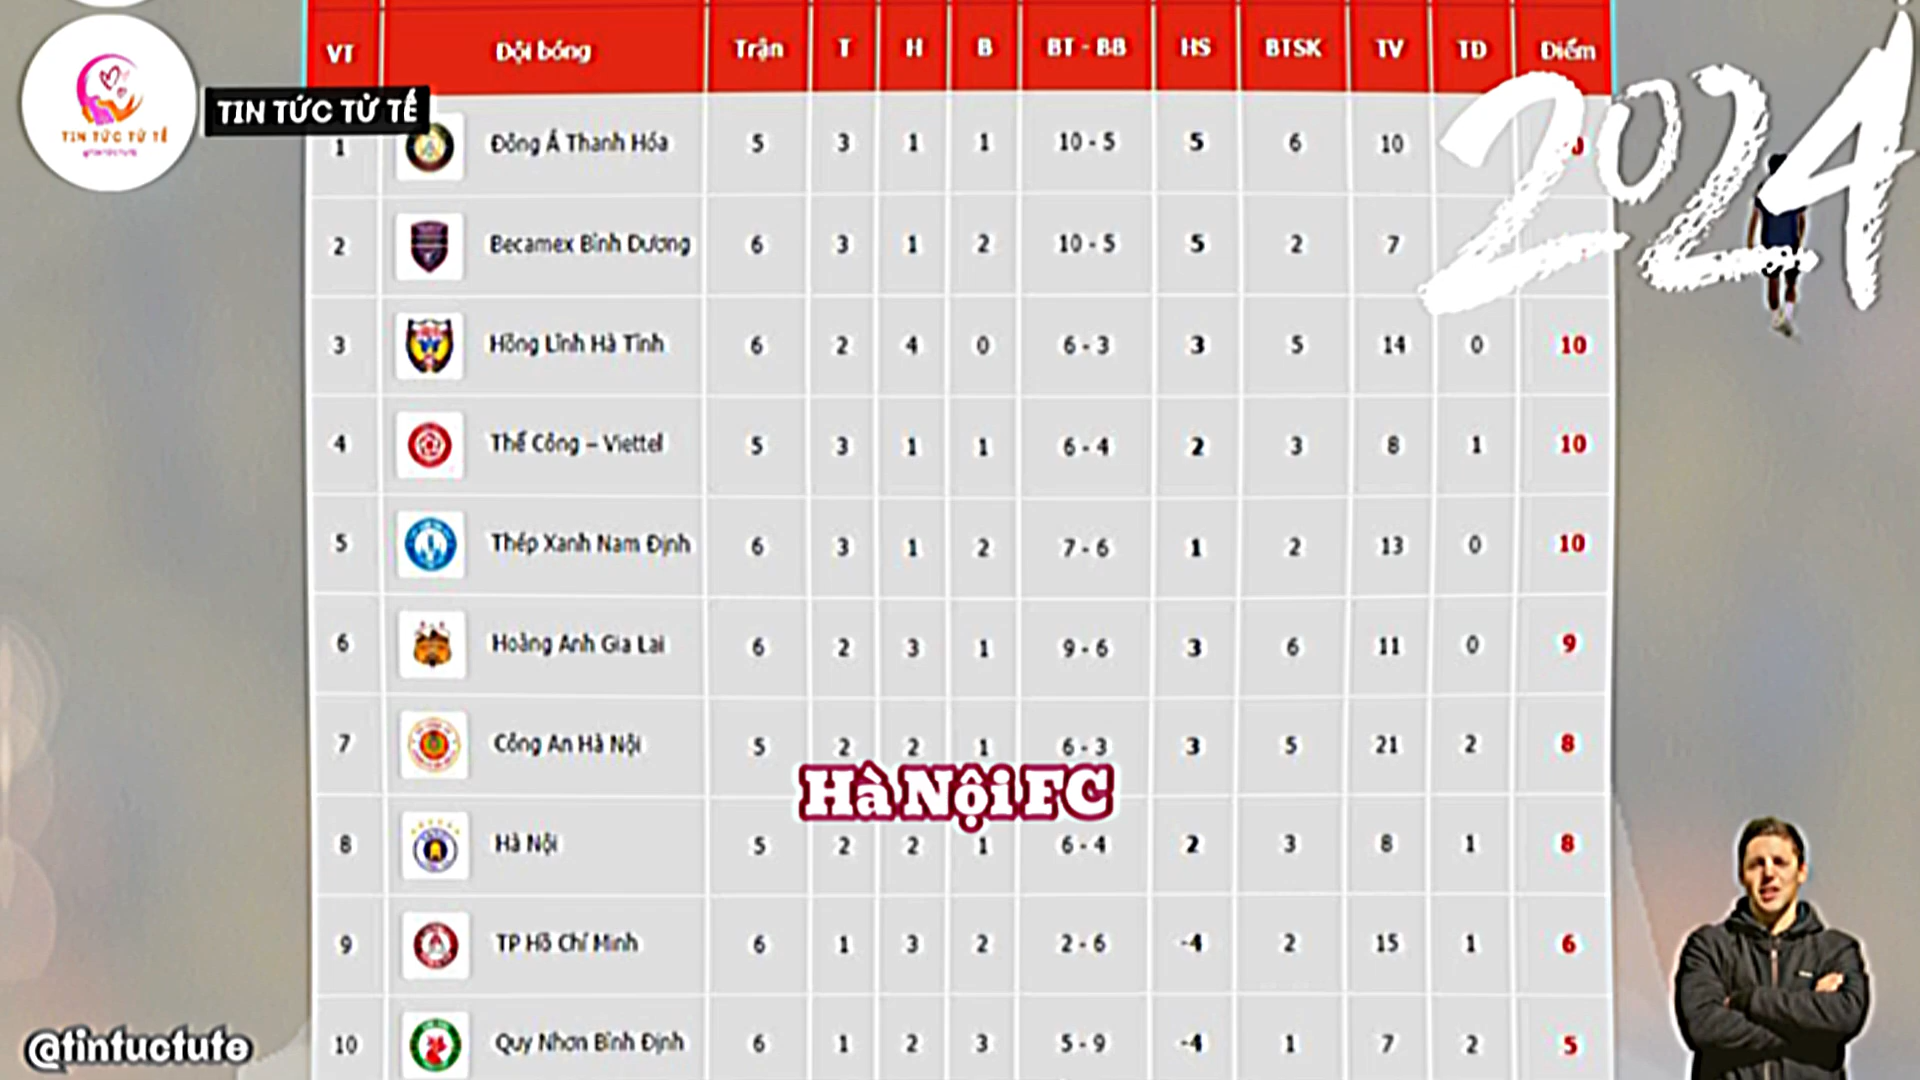 VT Đội bóng Trận T H B BT - BB HS BTSK TV TĐ Điểm
TIN TỨC TỬ TẾ
TIN TỨC TỬ TẾ
2024
1 Đông Á Thanh Hóa 5 3 1 1 10 - 5 5 6 10
2 Becamex Bình Dương 6 3 1 2 10 - 5 5 2 7
3 Hồng Lĩnh Hà Tĩnh 6 2 4 0 6 - 3 3 5 14 0 10
4 Thể Công – Viettel 5 3 1 1 6 - 4 2 3 8 1 10
5 Thép Xanh Nam Định 6 3 1 2 7 - 6 1 2 13 0 10
6 Hoàng Anh Gia Lai 6 2 3 1 9 - 6 3 6 11 0 9
7 Công An Hà Nội 5 2 2 1 6 - 3 3 5 21 2 8
Hà Nội FC
8 Hà Nội 5 2 2 1 6 - 4 2 3 8 1 8
9 TP Hồ Chí Minh 6 1 3 2 2 - 6 -4 2 15 1 6
10 Quy Nhơn Bình Định 6 1 2 3 5 - 9 -4 1 7 2 5
@tintuctute